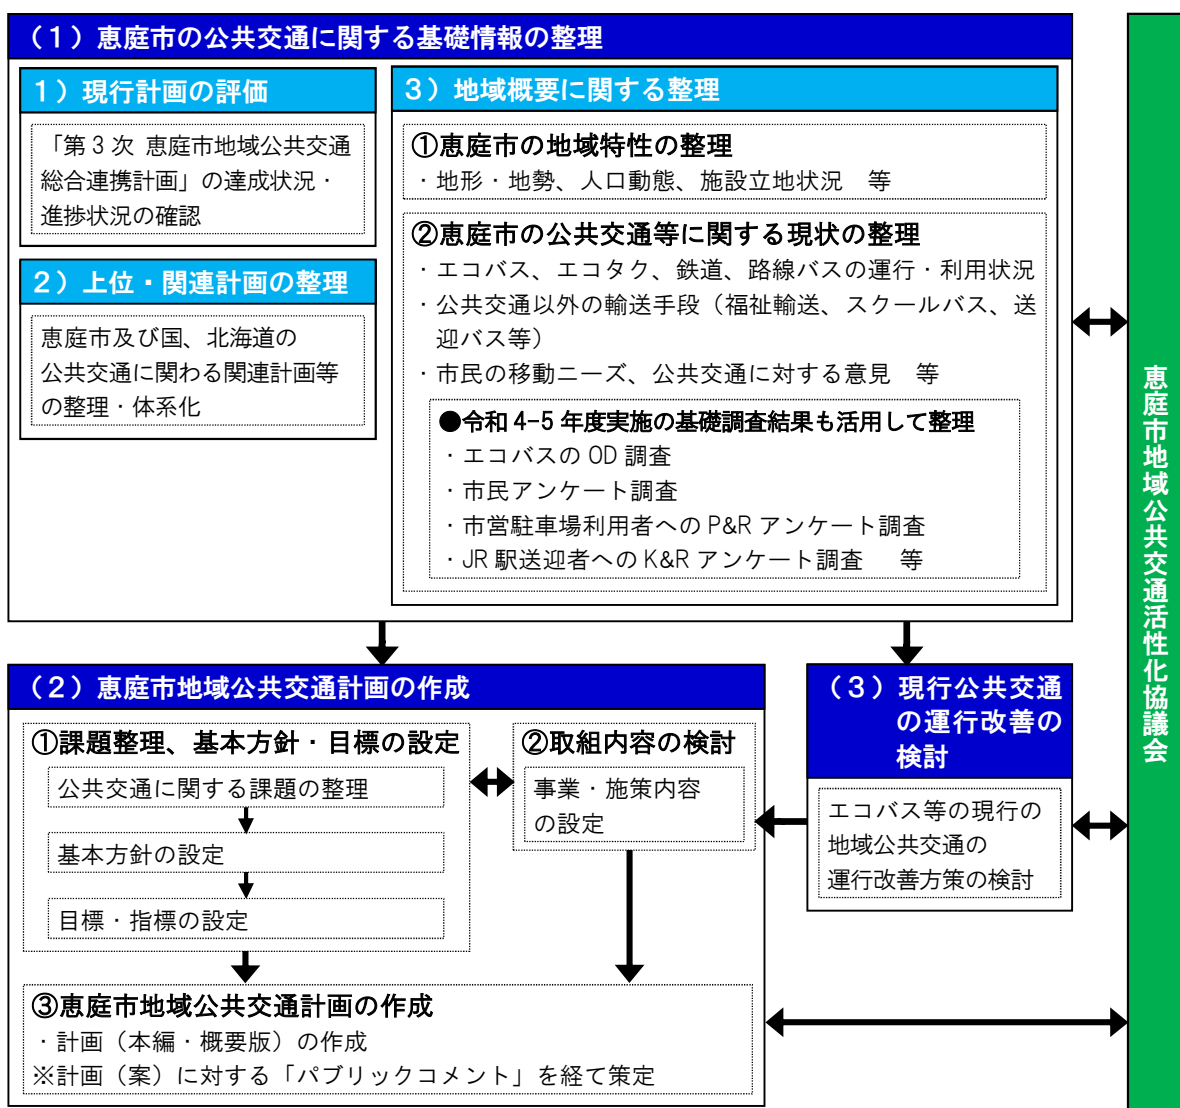 （１）恵庭市の公共交通に関する基礎情報の整理
１）現行計画の評価
「第３次 恵庭市地域公共交通
総合連携計画」の達成状況・
進捗状況の確認
２）上位・関連計画の整理
恵庭市及び国、北海道の
公共交通に関わる関連計画等
の整理・体系化
３）地域概要に関する整理
①恵庭市の地域特性の整理
・地形・地勢、人口動態、施設立地状況　等
②恵庭市の公共交通等に関する現状の整理
・エコバス、エコタク、鉄道、路線バスの運行・利用状況
・公共交通以外の輸送手段（福祉輸送、スクールバス、送
迎バス等）
・市民の移動ニーズ、公共交通に対する意見　等
●令和 4-5 年度実施の基礎調査結果も活用して整理
・エコバスの OD 調査
・市民アンケート調査
・市営駐車場利用者への P&R アンケート調査
・JR 駅送迎者への K&R アンケート調査　等
（２）恵庭市地域公共交通計画の作成
①課題整理、基本方針・目標の設定
公共交通に関する課題の整理
基本方針の設定
目標・指標の設定
②取組内容の検討
事業・施策内容
の設定
③恵庭市地域公共交通計画の作成
・計画（本編・概要版）の作成
※計画（案）に対する「パブリックコメント」を経て策定
（３）現行公共交通
の運行改善の
検討
エコバス等の現行の
地域公共交通の
運行改善方策の検討
恵庭市地域公共交通活性化協議会